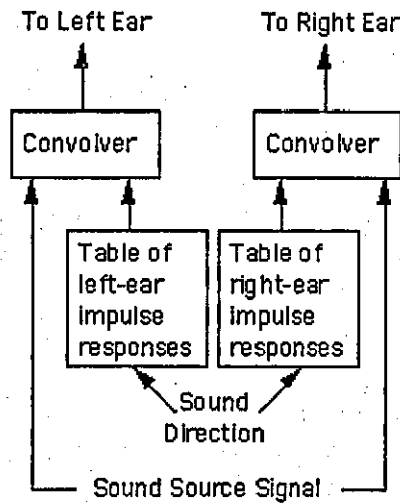 To Left Ear
To Right Ear
Convolver
Convolver
Table of
left-ear
impulse
responses
Table of
right-ear
impulse
responses
Sound
Direction
Sound Source Signal